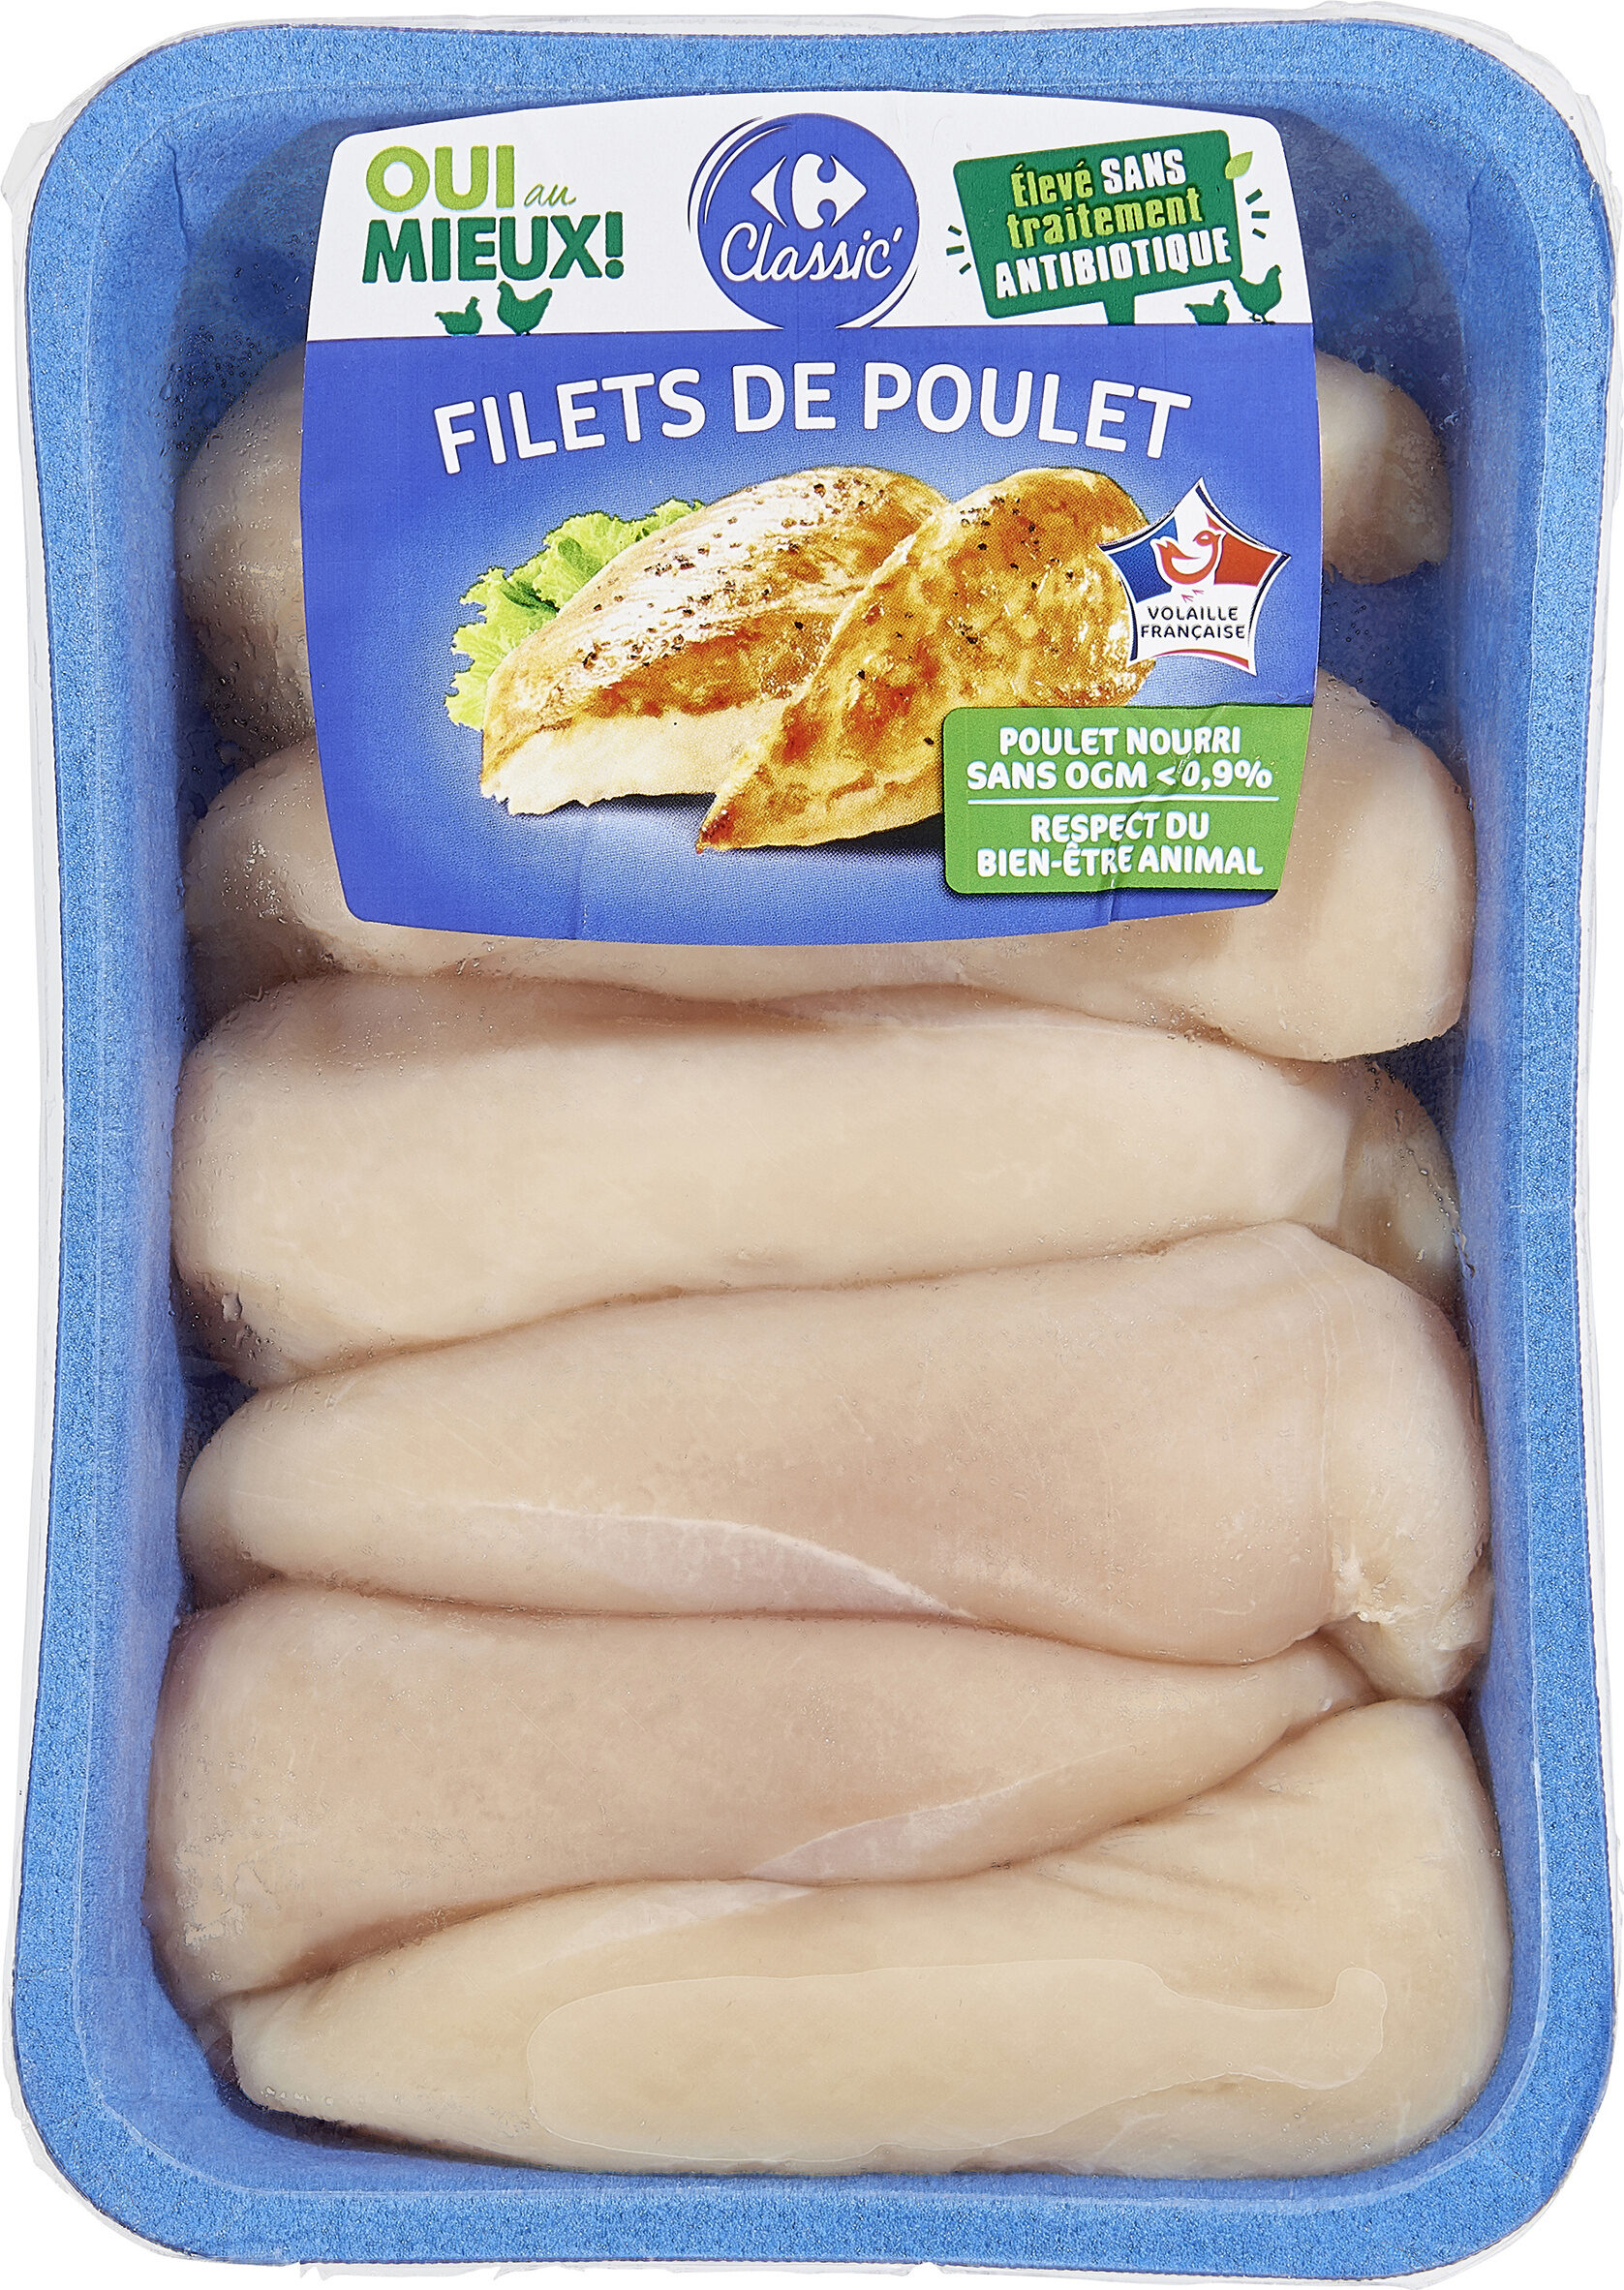 OUI au
MIEUX!
Classic'
Élevé SANS
traitement
ANTIBIOTIQUE
FILETS DE POULET
VOLAILLE
FRANÇAISE
POULET NOURRI
SANS OGM <0,9%
RESPECT DU
BIEN-ÊTRE ANIMAL